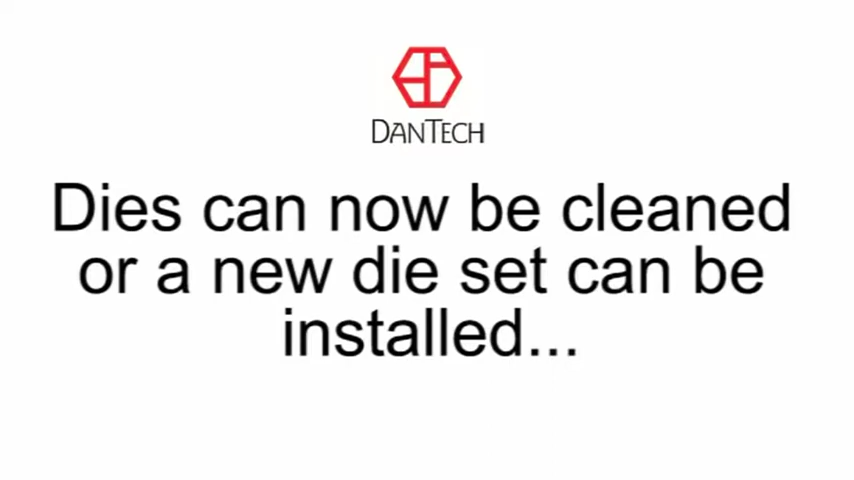 DANTECH
Dies can now be cleaned
or a new die set can be
installed...